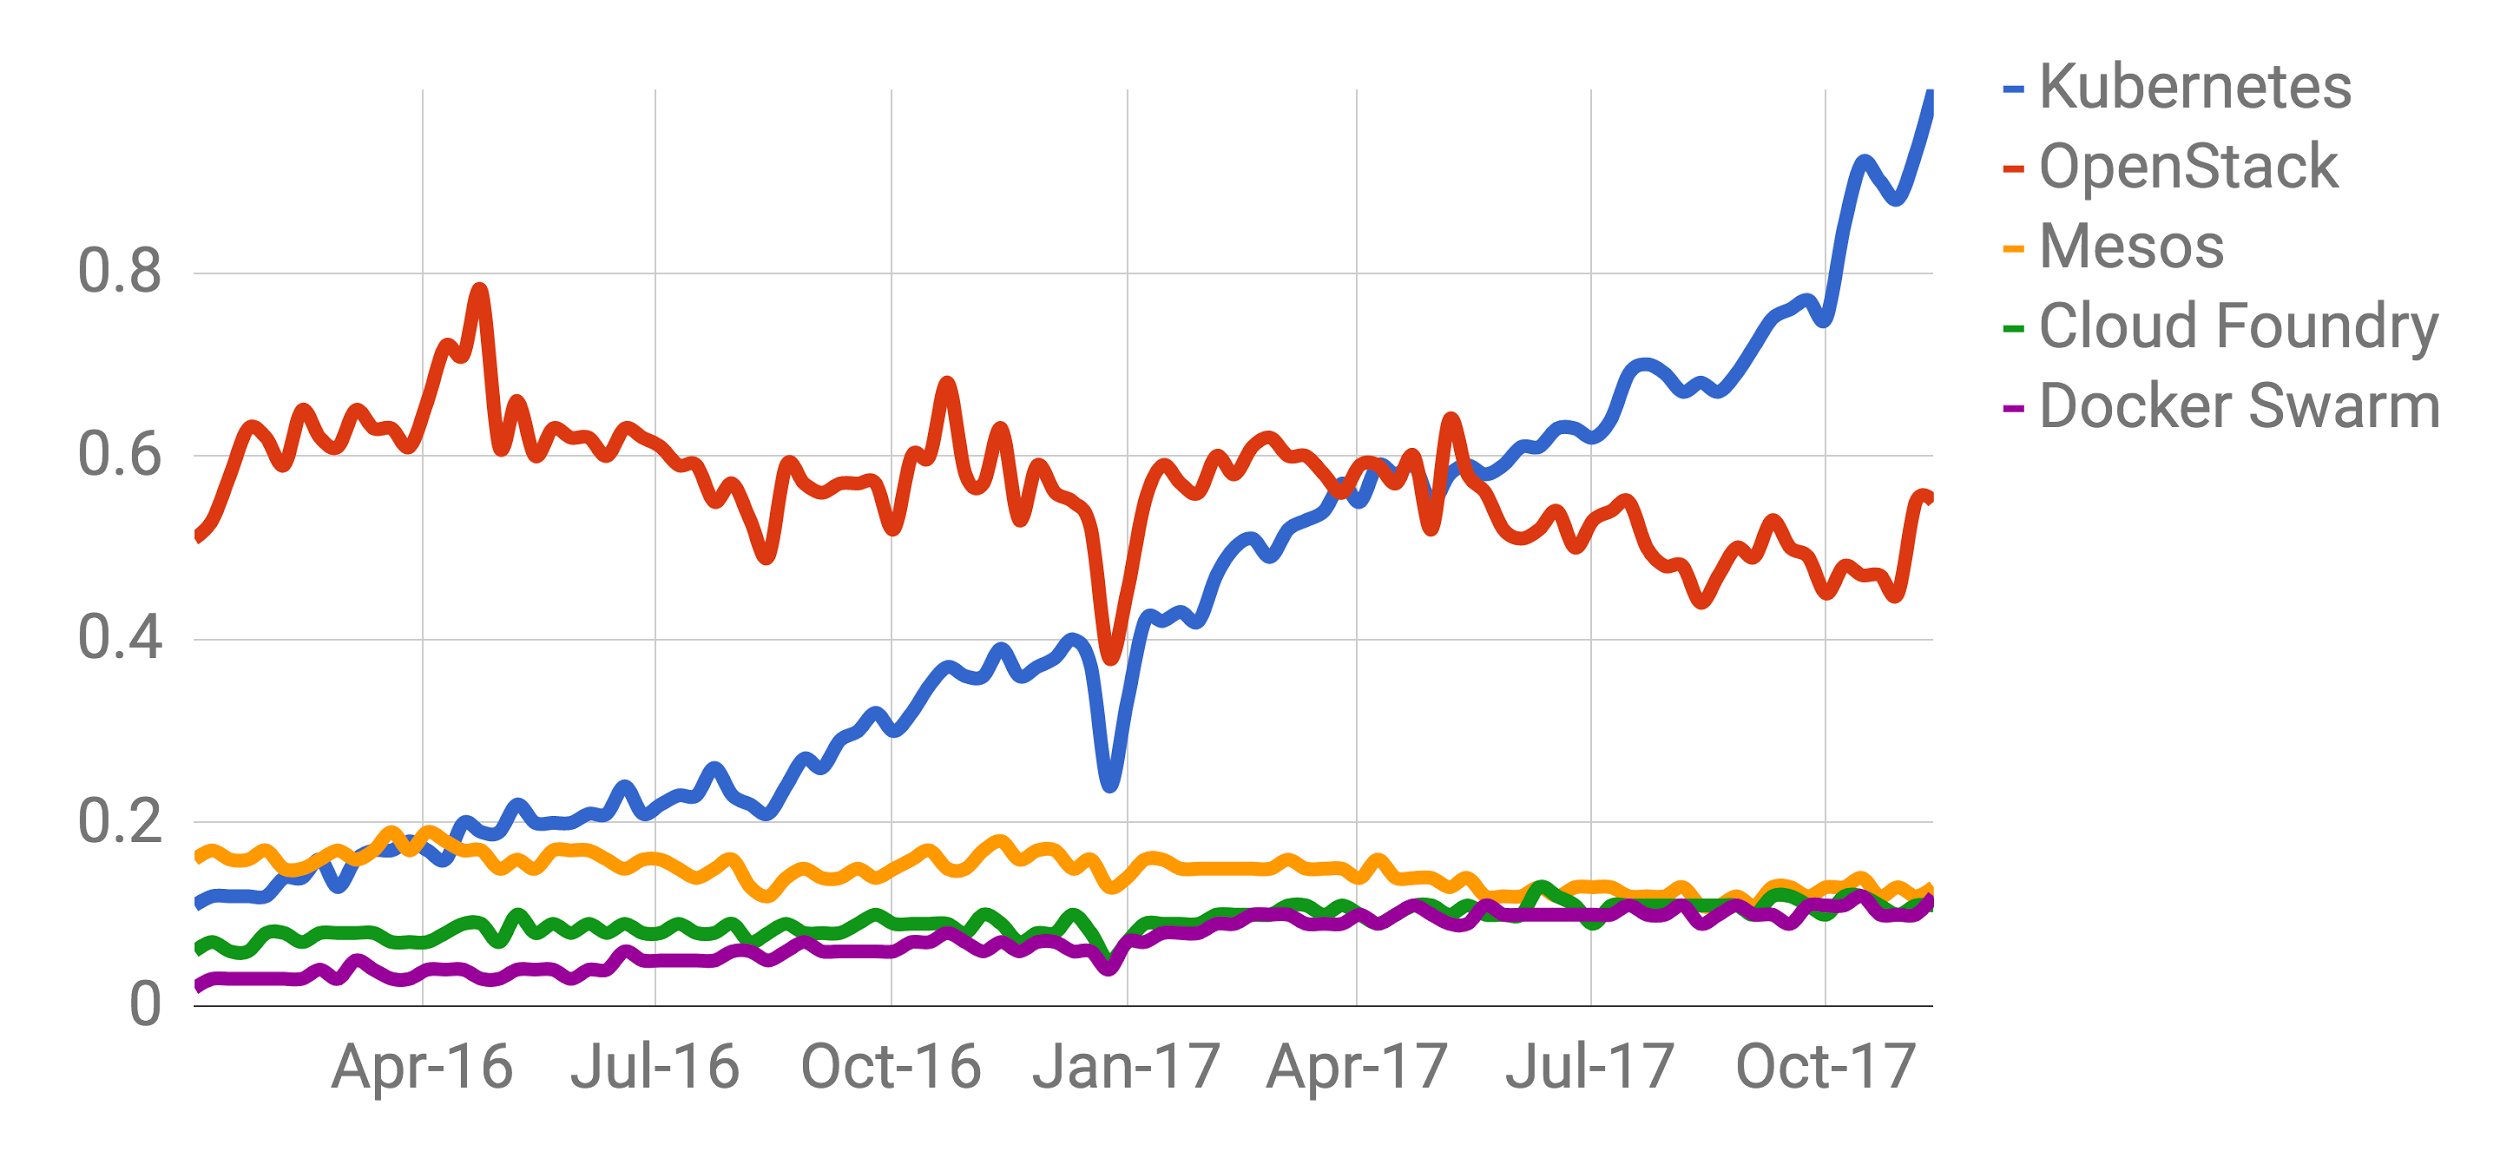 Kubernetes
OpenStack
Mesos
Cloud Foundry
Docker Swarm
0.8
0.6
0.4
0.2
0
Apr-16 Jul-16 Oct-16 Jan-17 Apr-17 Jul-17 Oct-17